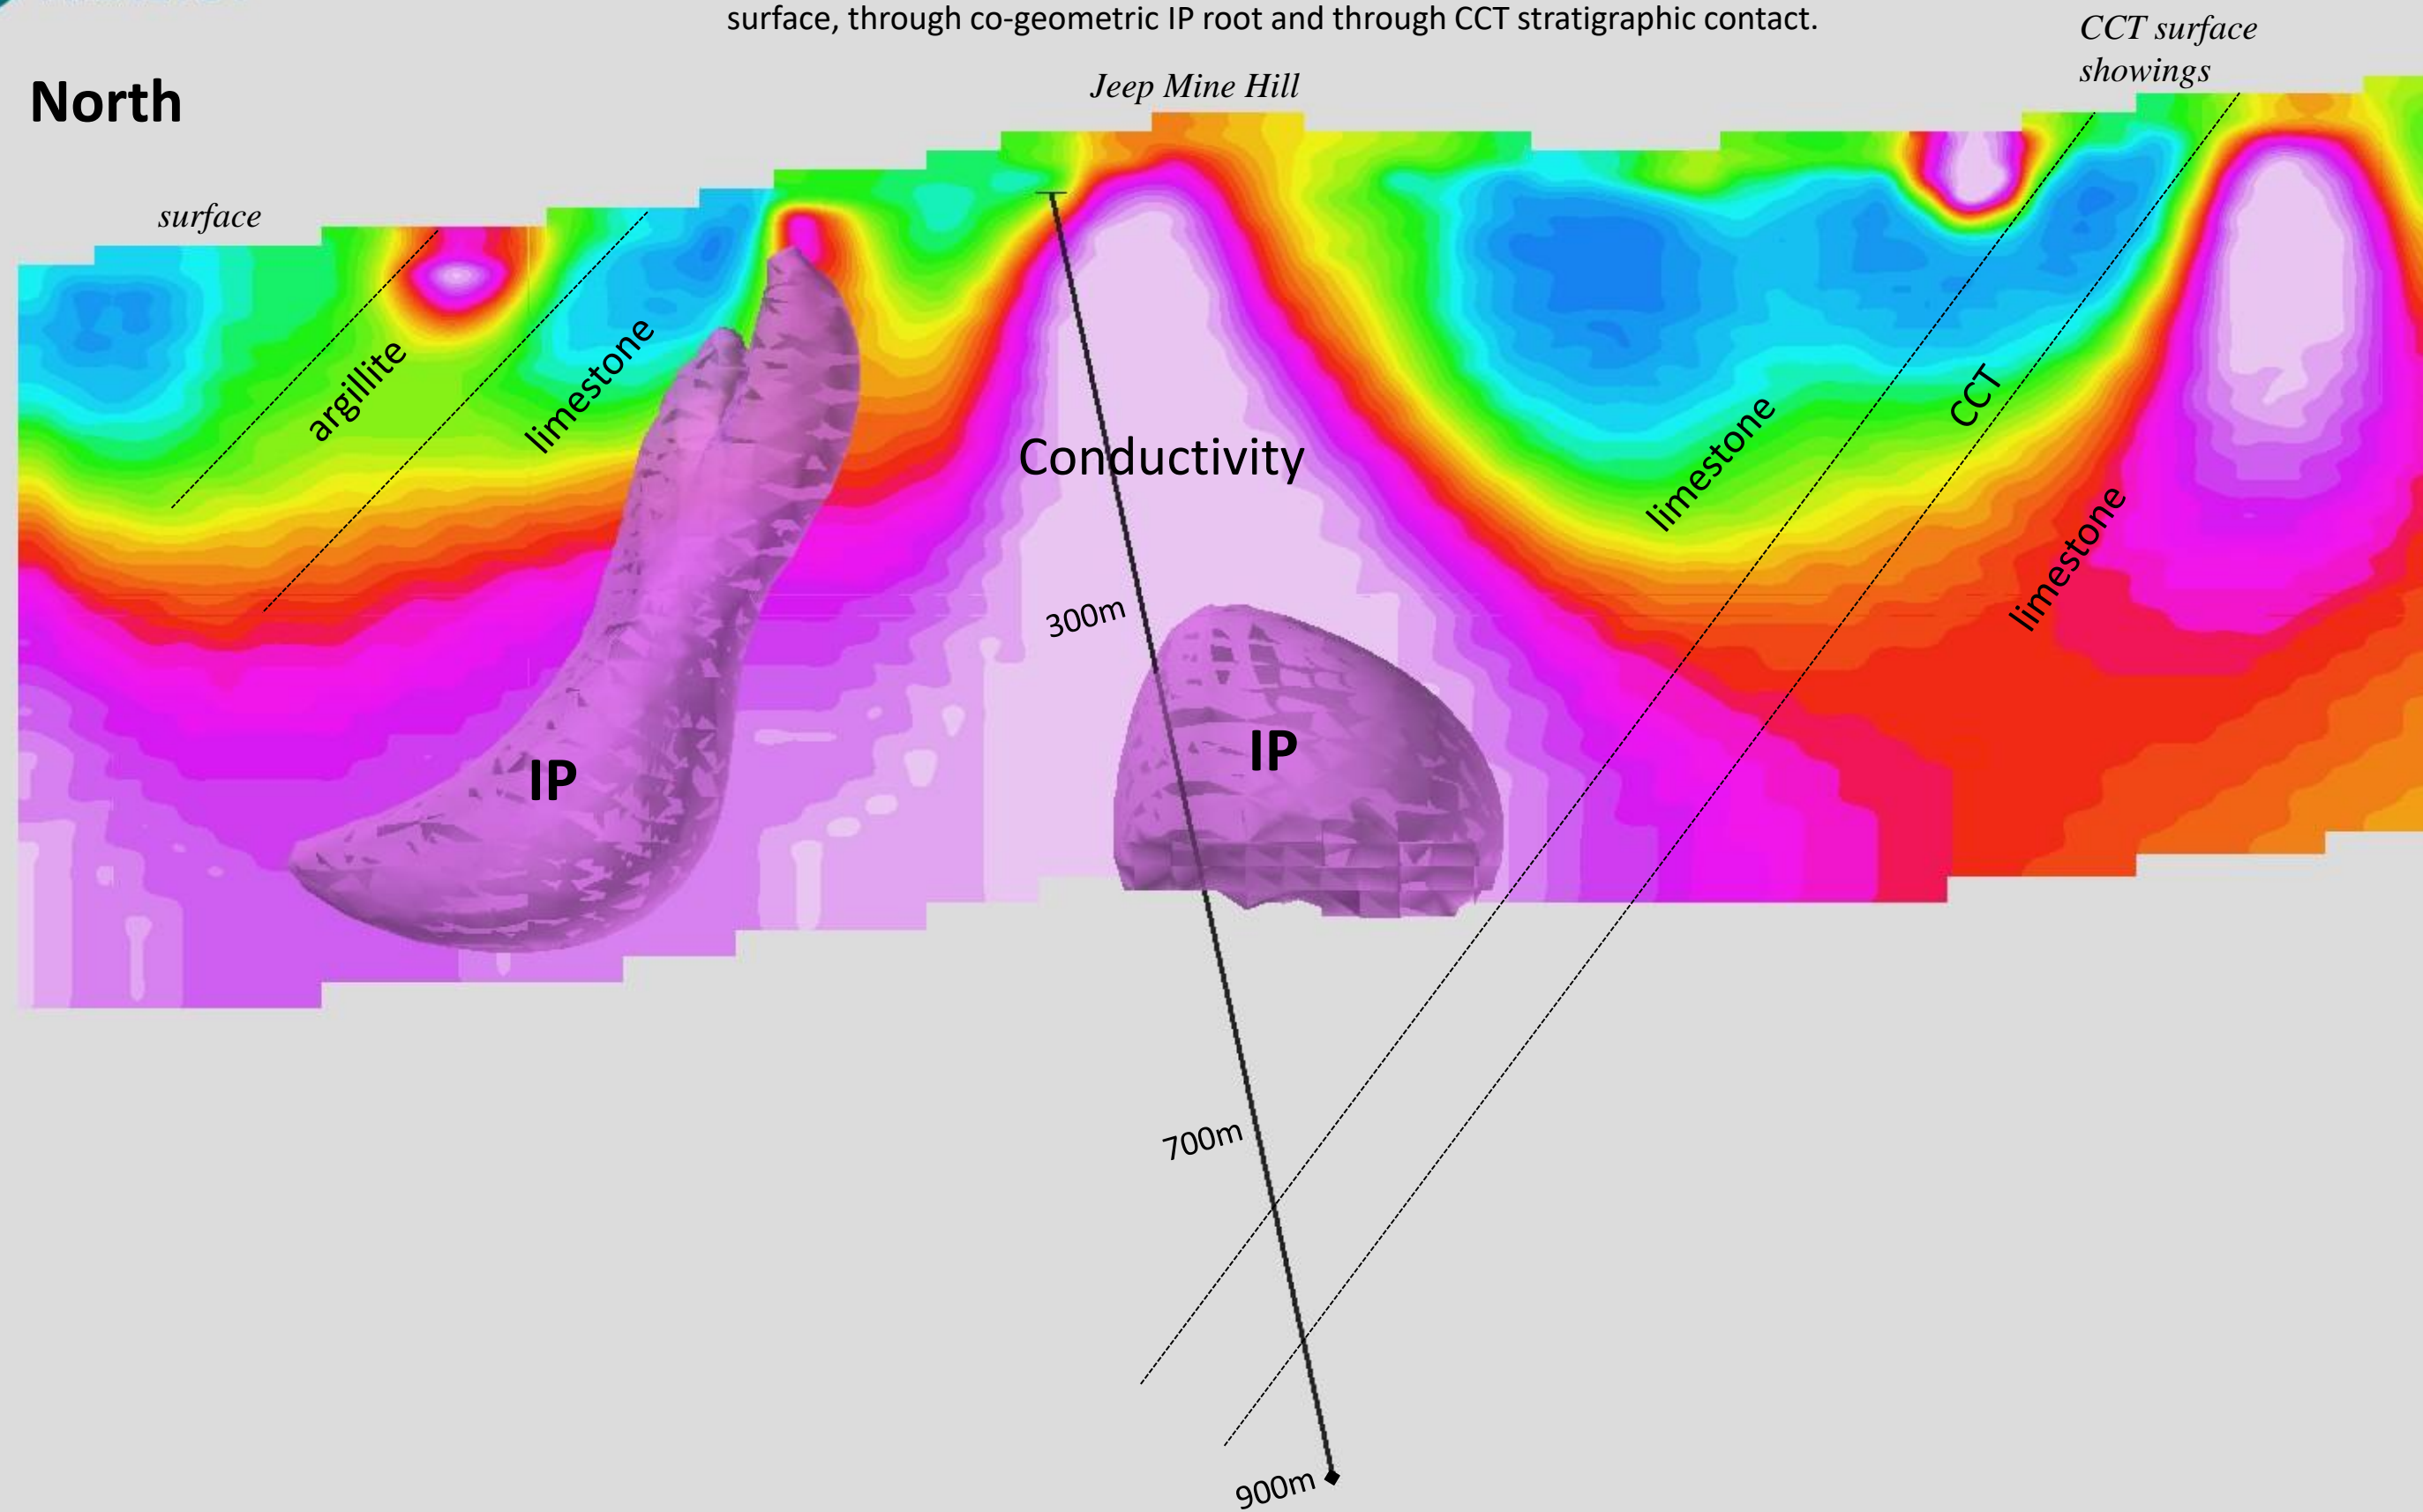 surface, through co-geometric IP root and through CCT stratigraphic contact.
CCT surface
showings
North
Jeep Mine Hill
surface
argillite
limestone
Conductivity
limestone
CCT
limestone
300m
IP
IP
700m
900m